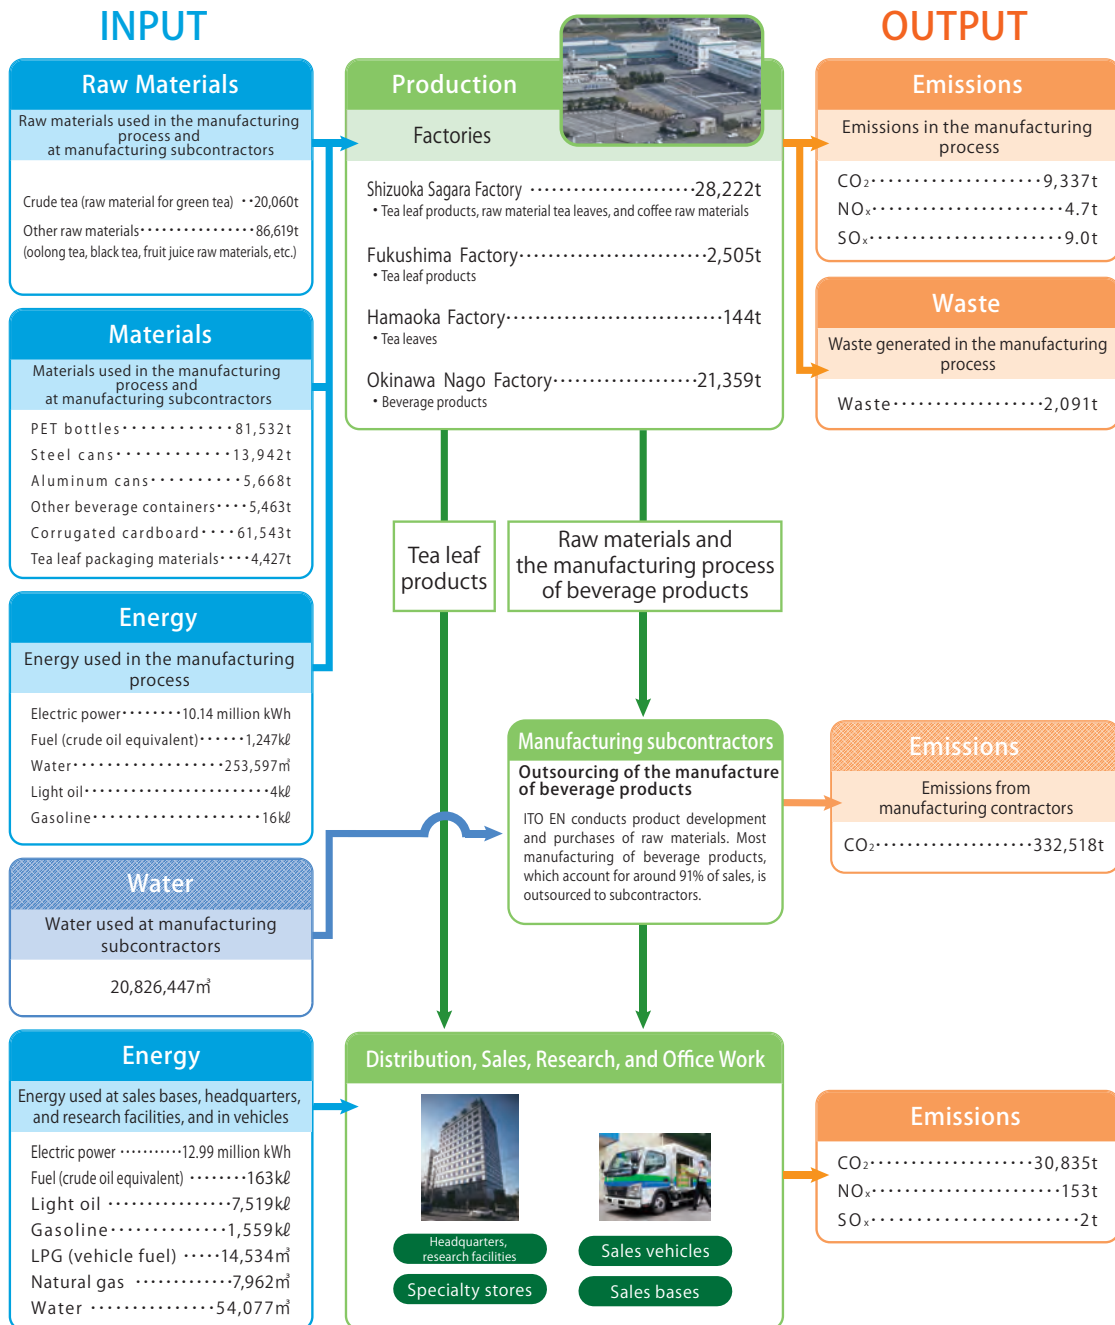 INPUT
Raw Materials
Raw materials used in the manufacturing
process and
at manufacturing subcontractors
Crude tea (raw material for green tea) ··20,060t
Other raw materials················86,619t
(oolong tea, black tea, fruit juice raw materials, etc.)
Materials
Materials used in the manufacturing
process and
at manufacturing subcontractors
PET bottles············81,532t
Steel cans············13,942t
Aluminum cans··········5,668t
Other beverage containers····5,463t
Corrugated cardboard····61,543t
Tea leaf packaging materials····4,427t
Energy
Energy used in the manufacturing
process
Electric power········10.14 million kWh
Fuel (crude oil equivalent)······1,247kℓ
Water··················253,597㎥
Light oil························4kℓ
Gasoline······················16kℓ
Water
Water used at manufacturing
subcontractors
20,826,447㎥
Energy
Energy used at sales bases, headquarters,
and research facilities, and in vehicles
Electric power ···········12.99 million kWh
Fuel (crude oil equivalent) ········163kℓ
Light oil ···············7,519kℓ
Gasoline··············1,559kℓ
LPG (vehicle fuel) ·····14,534㎥
Natural gas ············7,962㎥
Water ···············54,077㎥
Production
Factories
Shizuoka Sagara Factory ·······················28,222t
• Tea leaf products, raw material tea leaves, and coffee raw materials
Fukushima Factory·······················2,505t
• Tea leaf products
Hamaoka Factory··························144t
• Tea leaves
Okinawa Nago Factory·················21,359t
• Beverage products
Tea leaf
products
Raw materials and
the manufacturing process
of beverage products
Manufacturing subcontractors
Outsourcing of the manufacture
of beverage products
ITO EN conducts product development
and purchases of raw materials. Most
manufacturing of beverage products,
which account for around 91% of sales, is
outsourced to subcontractors.
Distribution, Sales, Research, and Office Work
Headquarters,
research facilities
Specialty stores
Sales vehicles
Sales bases
OUTPUT
Emissions
Emissions in the manufacturing
process
CO₂····················9,337t
NOx······················4.7t
SOx······················9.0t
Waste
Waste generated in the manufacturing
process
Waste··················2,091t
Emissions
Emissions from
manufacturing contractors
CO₂···················332,518t
Emissions
CO₂···················30,835t
NOx······················153t
SOx························2t